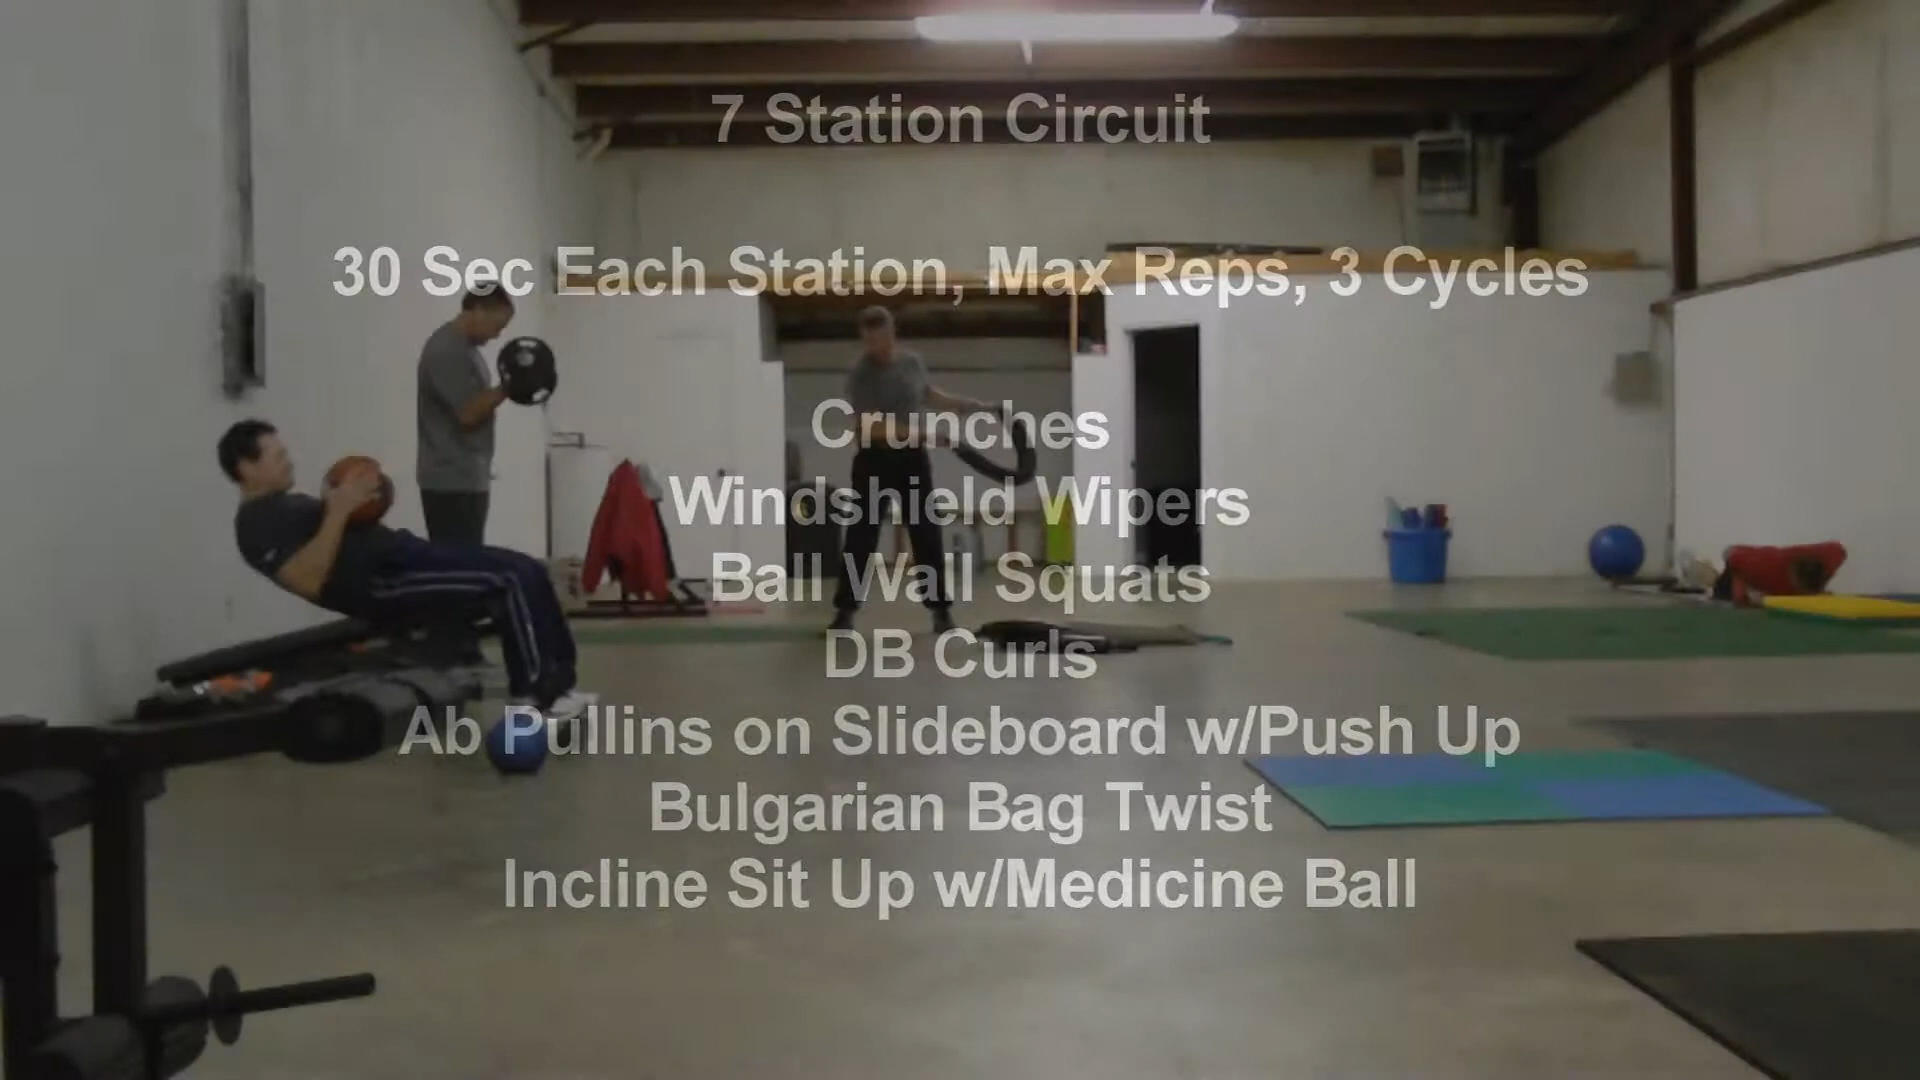 7 Station Circuit
30 Sec Each Station, Max Reps, 3 Cycles
Crunches
Windshield Wipers
Ball Wall Squats
DB Curls
Ab Pullins on Slideboard w/Push Up
Bulgarian Bag Twist
Incline Sit Up w/Medicine Ball